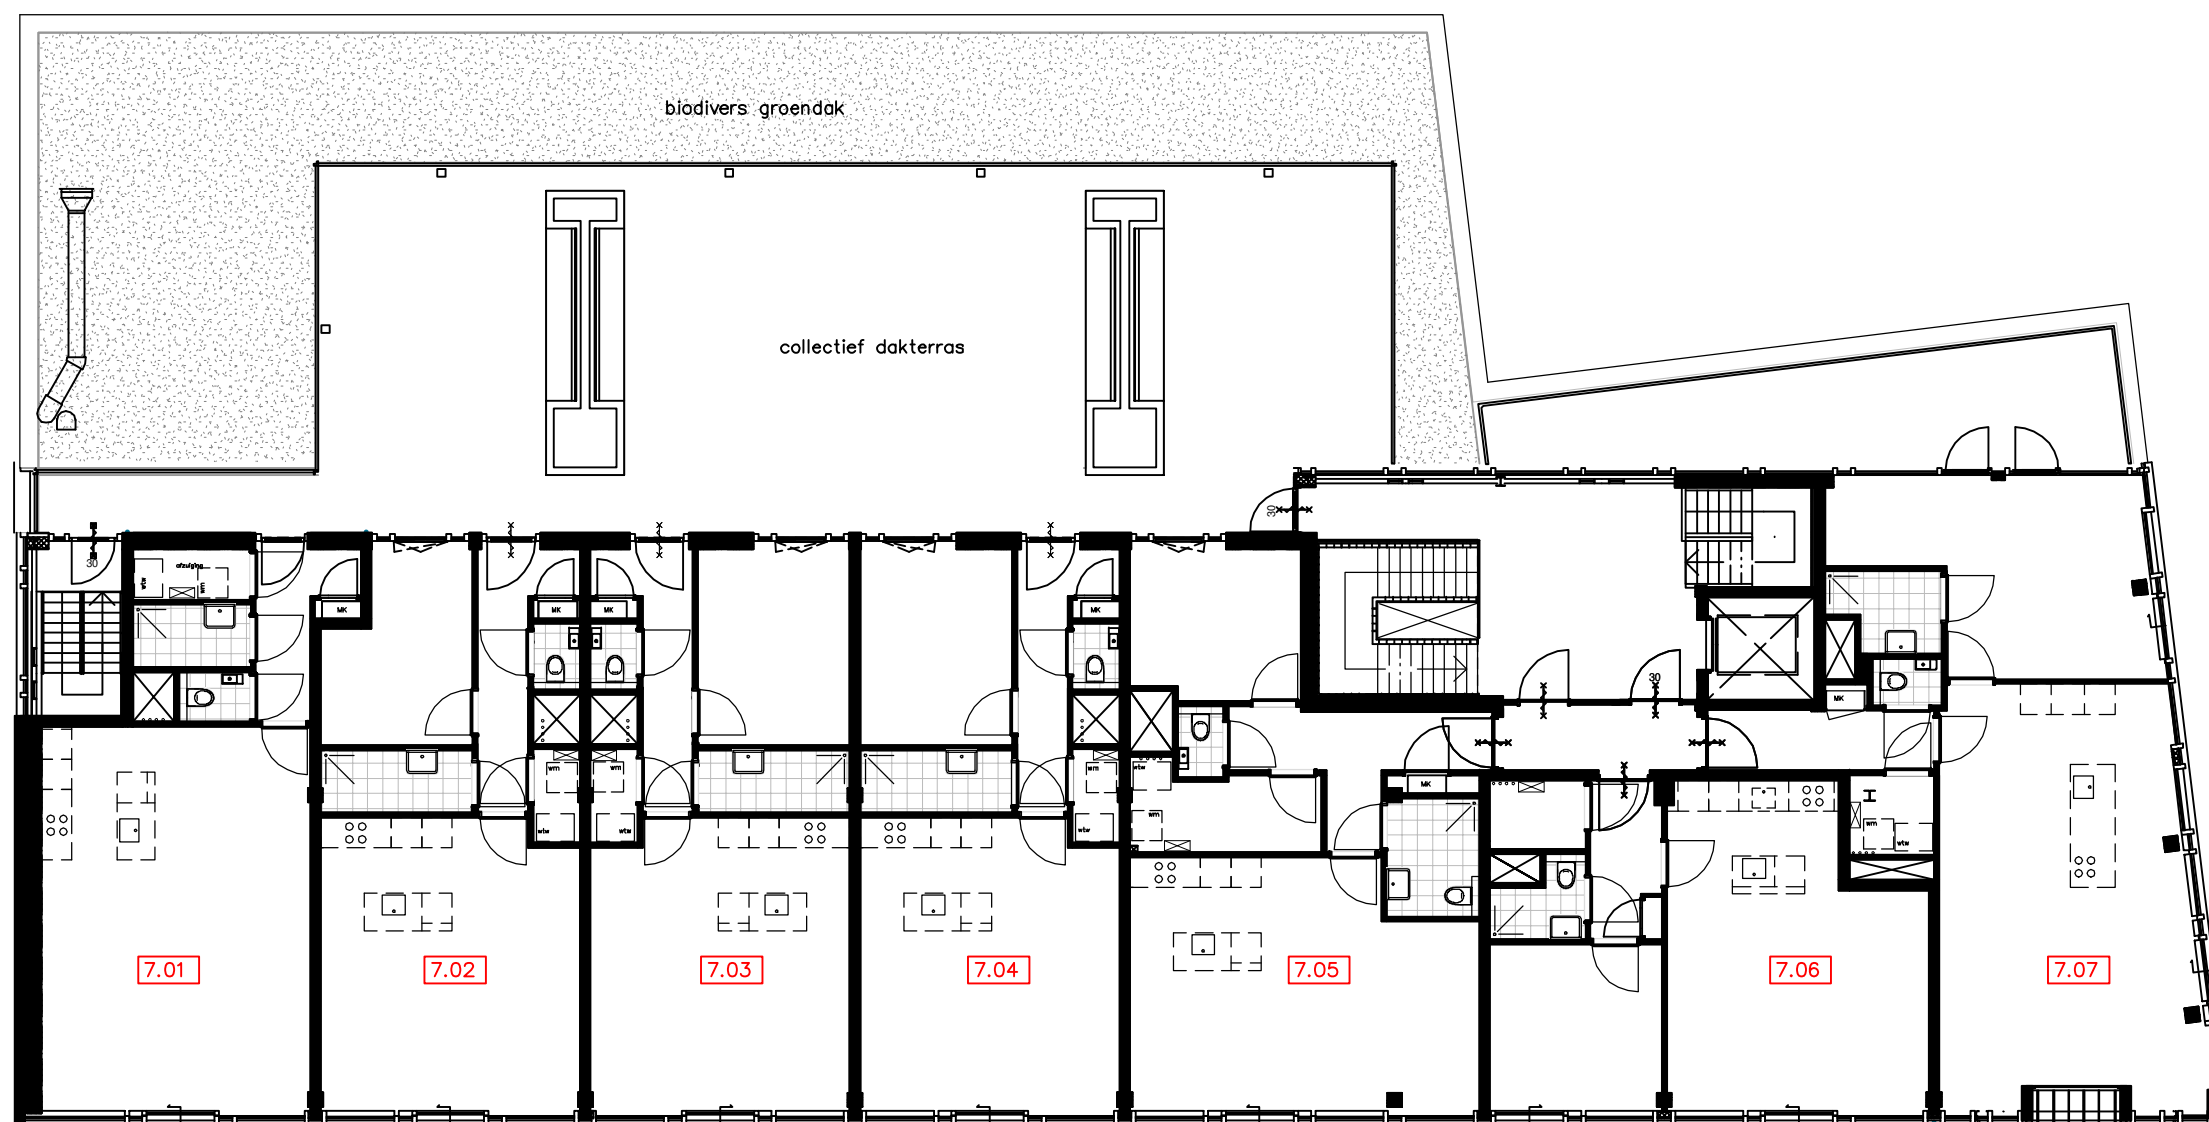 biodivers groendak
collectief dakterras
30
30
afzuiging
wtw
wm
MK
MK
MK
MK
30
MK
wm
wtw
wm
wtw
wm
wtw
wtw
wm
MK
wm
wtw
7.01
7.02
7.03
7.04
7.05
7.06
7.07